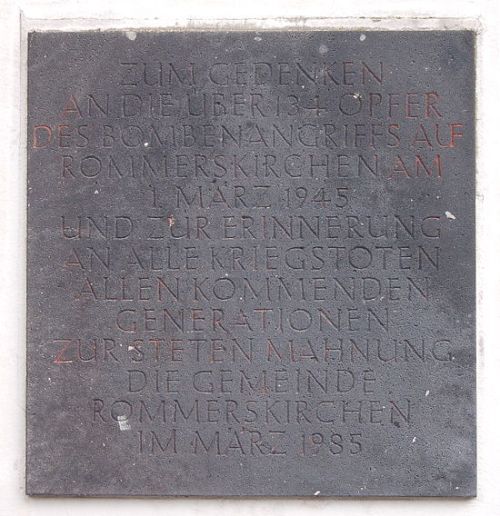 ZUM GEDENKEN
AN DIE ÜBER 134 OPFER
DES BOMBENANGRIFFS AUF
ROMMERSKIRCHEN AM
1. MÄRZ 1945
UND ZUR ERINNERUNG
AN ALLE KRIEGSTOTEN
ALLEN KOMMENDEN
GENERATIONEN
ZUR STETEN MAHNUNG
DIE GEMEINDE
ROMMERSKIRCHEN
IM MÄRZ 1985